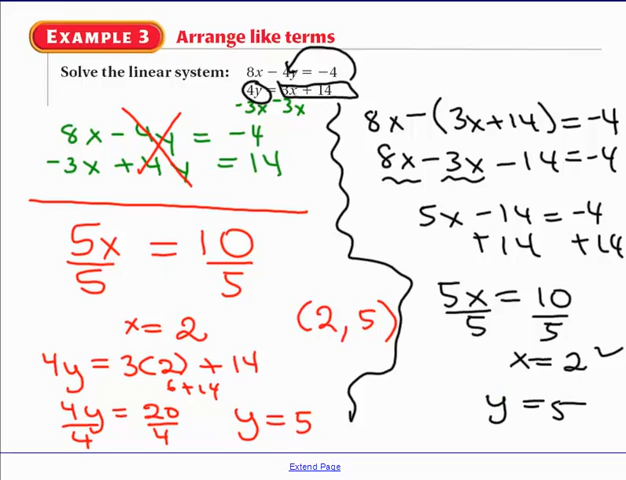 EXAMPLE 3 Arrange like terms
Solve the linear system: 8x − 4y = −4
4y = 3x + 14
-3x -3x
8x - 4y = -4
-3x + 4y = 14
5x = 10
5 5
x = 2
4y = 3(2) + 14
6+14
4y = 20
4 4
y = 5
(2, 5)
8x - (3x+14) = -4
8x - 3x - 14 = -4
5x - 14 = -4
+14 +14
5x = 10
5 5
x = 2
y = 5
Extend Page